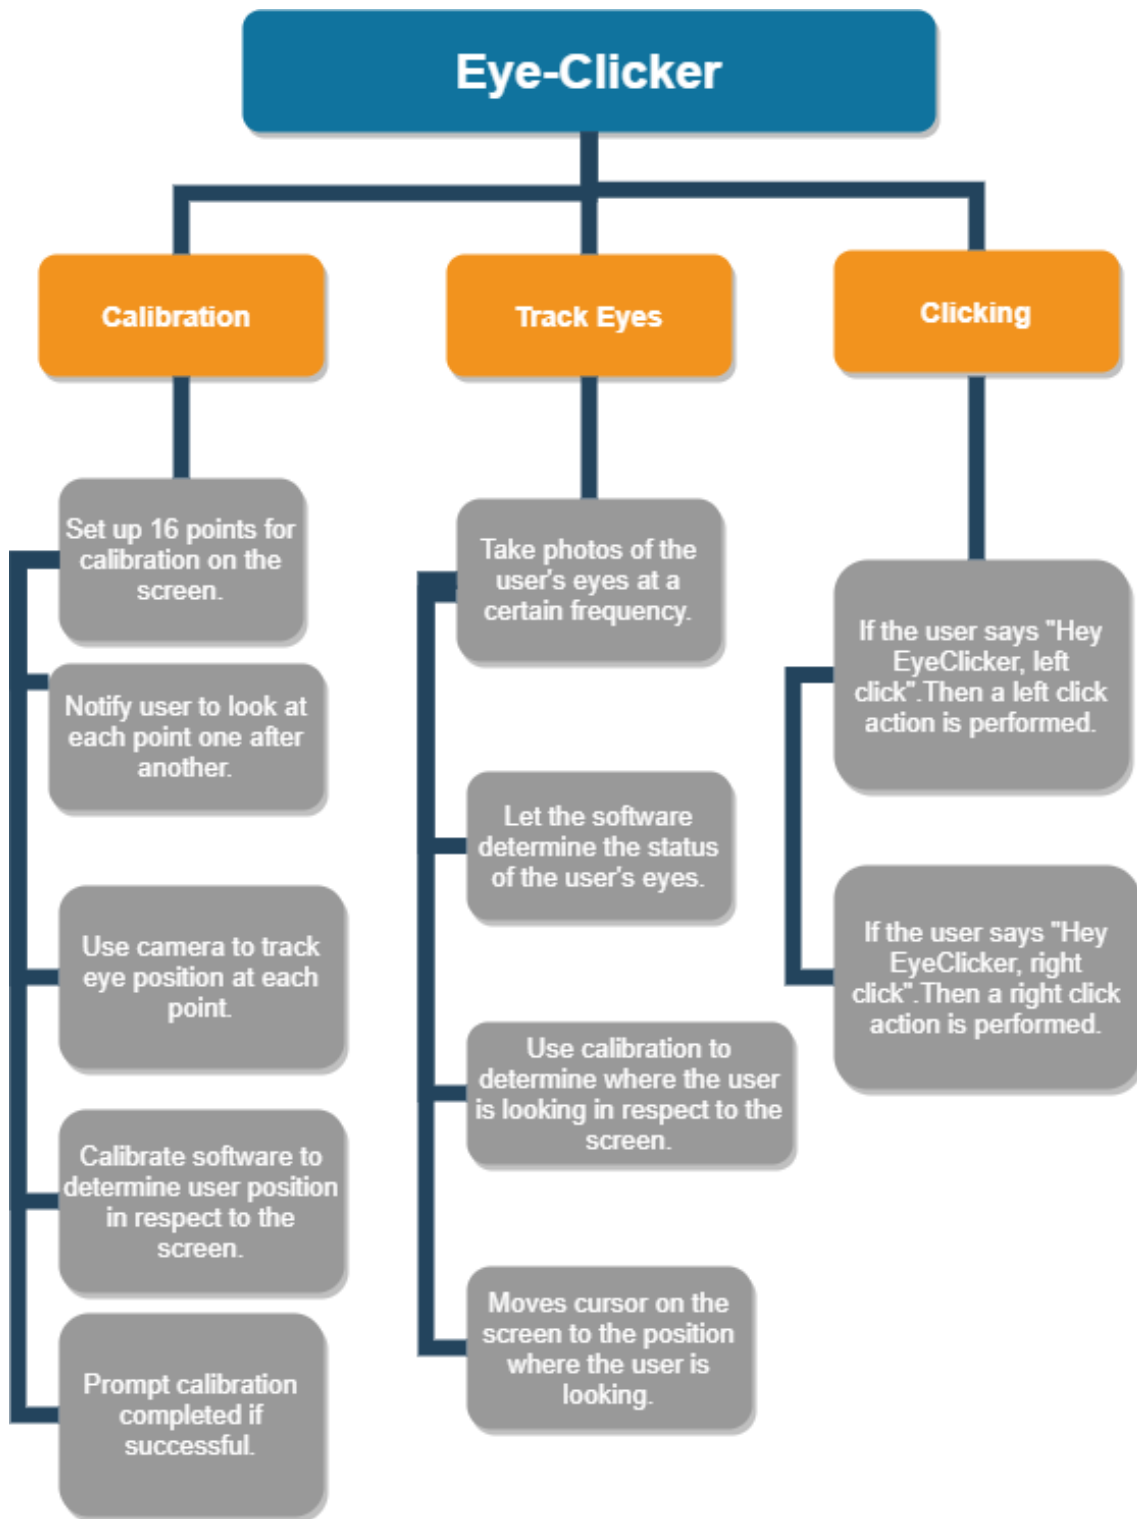 Eye-Clicker
Calibration
Track Eyes
Clicking
Set up 16 points for
calibration on the
screen.
Notify user to look at
each point one after
another.
Use camera to track
eye position at each
point.
Calibrate software to
determine user position
in respect to the
screen.
Prompt calibration
completed if
successful.
Take photos of the
user's eyes at a
certain frequency.
Let the software
determine the status
of the user's eyes.
Use calibration to
determine where the user
is looking in respect to the
screen.
Moves cursor on the
screen to the position
where the user is
looking.
If the user says "Hey
EyeClicker, left
click".Then a left click
action is performed.
If the user says "Hey
EyeClicker, right
click".Then a right click
action is performed.